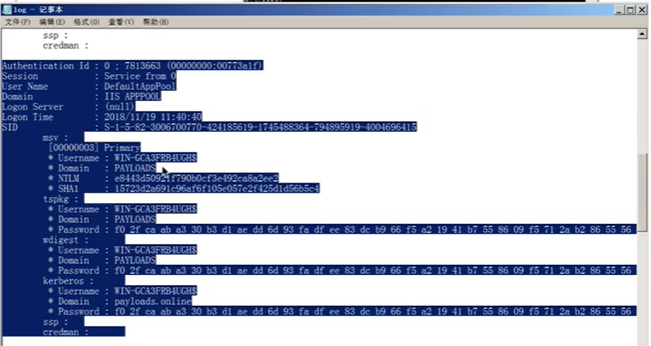 log - 记事本
文件(F) 编辑(E) 格式(O) 查看(V) 帮助(H)
ssp :
credman :
Authentication Id : 0 ; 7813663 (00000000:00773a1f)
Session : Service from 0
User Name : DefaultAppPool
Domain : IIS APPPOOL
Logon Server : (null)
Logon Time : 2018/11/19 11:40:40
SID : S-1-5-82-3006700770-424185619-1745488364-794895919-4004696415
msv :
[00000003] Primary
* Username : WIN-GCA3FRB4UGH$
* Domain : PAYLOADS
* NTLM : e8443d50921f790b0cf3e492ca8a2ee2
* SHA1 : 15723d2a691c96af6f105e057e2f425d1d56b5c4
tspkg :
* Username : WIN-GCA3FRB4UGH$
* Domain : PAYLOADS
* Password : f0 2f ca ab a3 30 b3 d1 ae dd 6d 93 fa df ee 83 dc b9 66 f5 a2 19 41 b7 55 86 09 f5 71 2a b2 86 55 56
wdigest :
* Username : WIN-GCA3FRB4UGH$
* Domain : PAYLOADS
* Password : f0 2f ca ab a3 30 b3 d1 ae dd 6d 93 fa df ee 83 dc b9 66 f5 a2 19 41 b7 55 86 09 f5 71 2a b2 86 55 56
kerberos :
* Username : WIN-GCA3FRB4UGH$
* Domain : payloads.online
* Password : f0 2f ca ab a3 30 b3 d1 ae dd 6d 93 fa df ee 83 dc b9 66 f5 a2 19 41 b7 55 86 09 f5 71 2a b2 86 55 56
ssp :
credman :